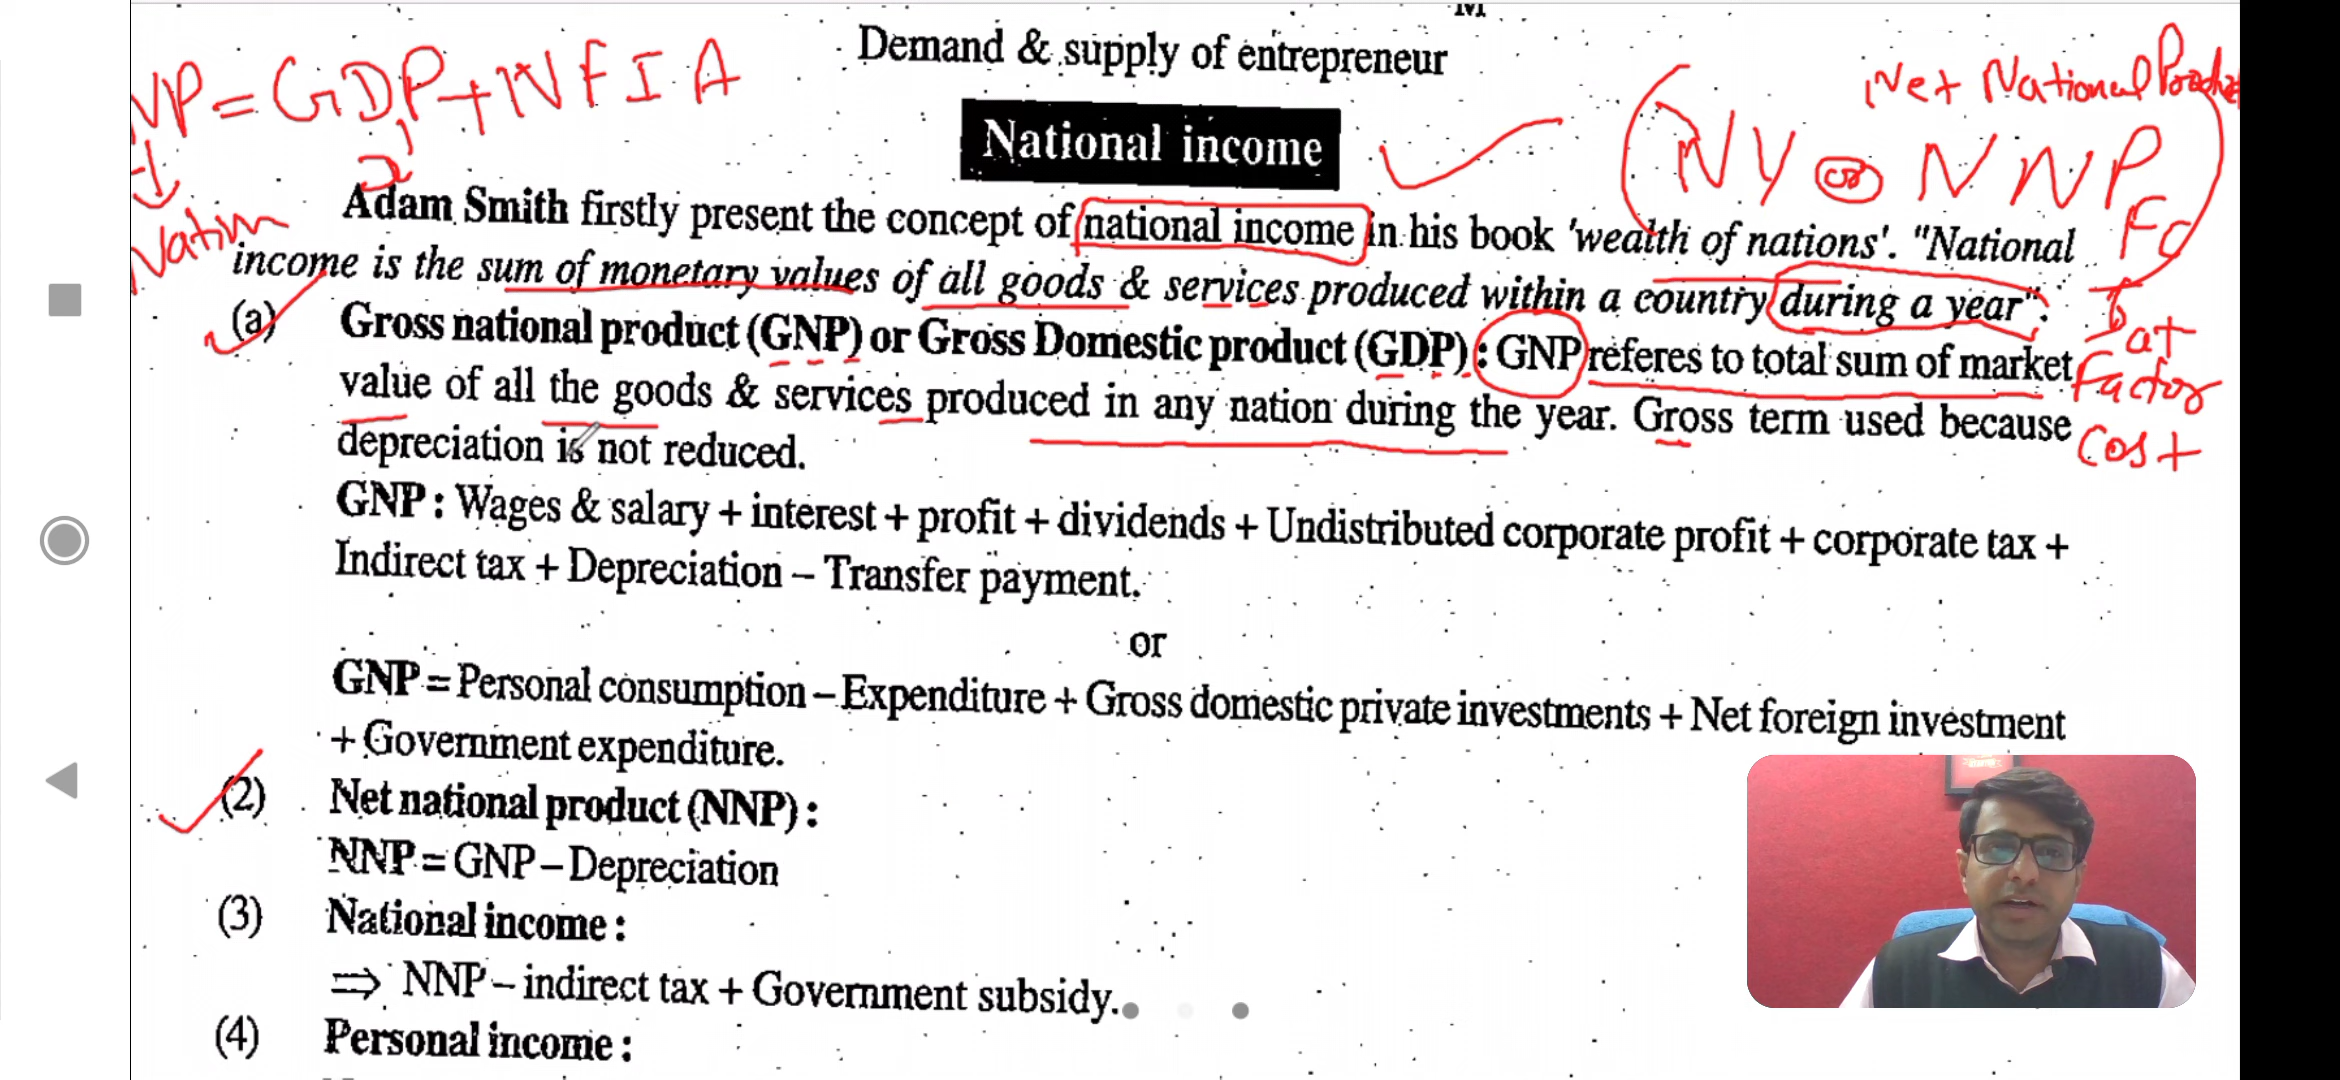 Demand & supply of entrepreneur
NP = GDP + NFIA
Net National
National income
NY or NNP
FC
Adam Smith firstly present the concept of national income in his book 'wealth of nations'. "National
income is the sum of monetary values of all goods & services produced within a country during a year".
Nation
at
Factor
Cost
(a) Gross national product (GNP) or Gross Domestic product (GDP) : GNP referes to total sum of market
value of all the goods & services produced in any nation during the year. Gross term used because
depreciation is not reduced.
GNP : Wages & salary + interest + profit + dividends + Undistributed corporate profit + corporate tax +
Indirect tax + Depreciation – Transfer payment.
or
GNP = Personal consumption – Expenditure + Gross domestic private investments + Net foreign investment
+ Government expenditure.
(2) Net national product (NNP) :
NNP = GNP – Depreciation
(3) National income :
⇒ NNP – indirect tax + Government subsidy.
(4) Personal income :